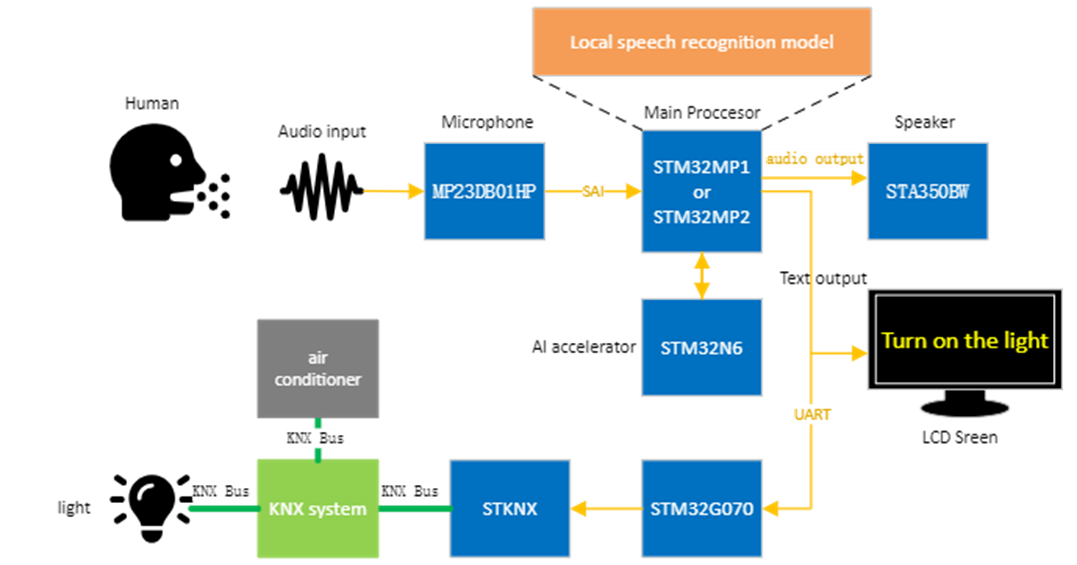 Local speech recognition model
Human
Audio input
Microphone
Main Proccesor
Speaker
MP23DB01HP
SAI
STM32MP1
or
STM32MP2
audio output
STA350BW
Text output
AI accelerator
STM32N6
Turn on the light
LCD Sreen
UART
air
conditioner
KNX Bus
light
KNX Bus
KNX system
KNX Bus
STKNX
STM32G070